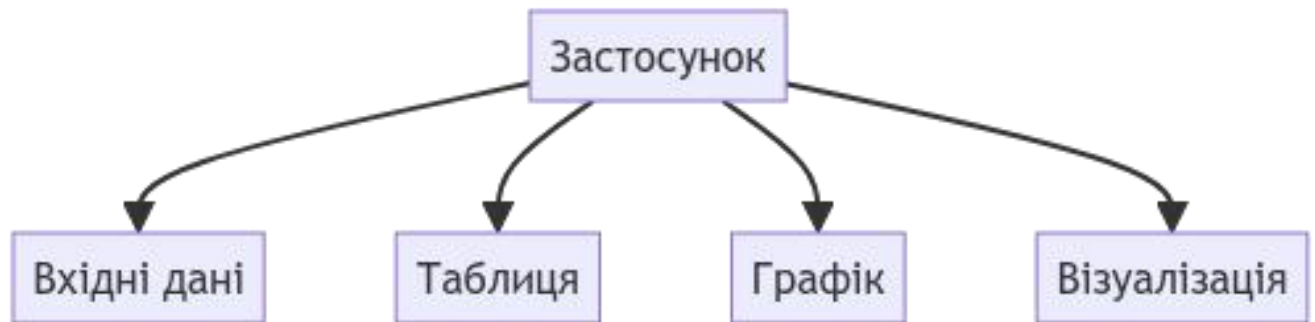 Застосунок
Вхідні дані
Таблиця
Графік
Візуалізація